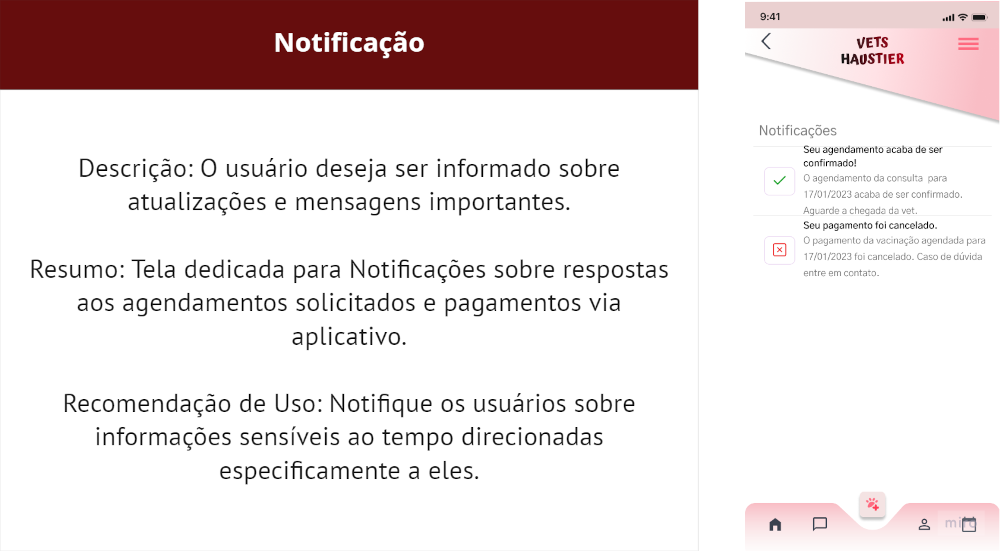 Notificação
Descrição: O usuário deseja ser informado sobre
atualizações e mensagens importantes.
Resumo: Tela dedicada para Notificações sobre respostas
aos agendamentos solicitados e pagamentos via
aplicativo.
Recomendação de Uso: Notifique os usuários sobre
informações sensíveis ao tempo direcionadas
especificamente a eles.
9:41
VETS
HAUSTIER
Notificações
Seu agendamento acaba de ser
confirmado!
O agendamento da consulta para
17/01/2023 acaba de ser confirmado.
Aguarde a chegada da vet.
Seu pagamento foi cancelado.
O pagamento da vacinação agendada para
17/01/2023 foi cancelado. Caso de dúvida
entre em contato.
miro